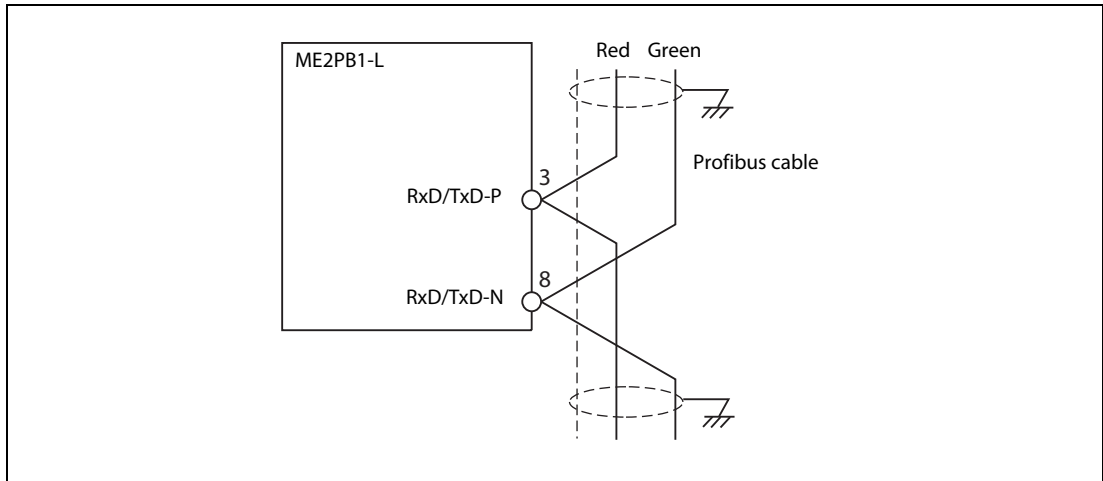 ME2PB1-L
Red Green
Profibus cable
3
RxD/TxD-P
8
RxD/TxD-N